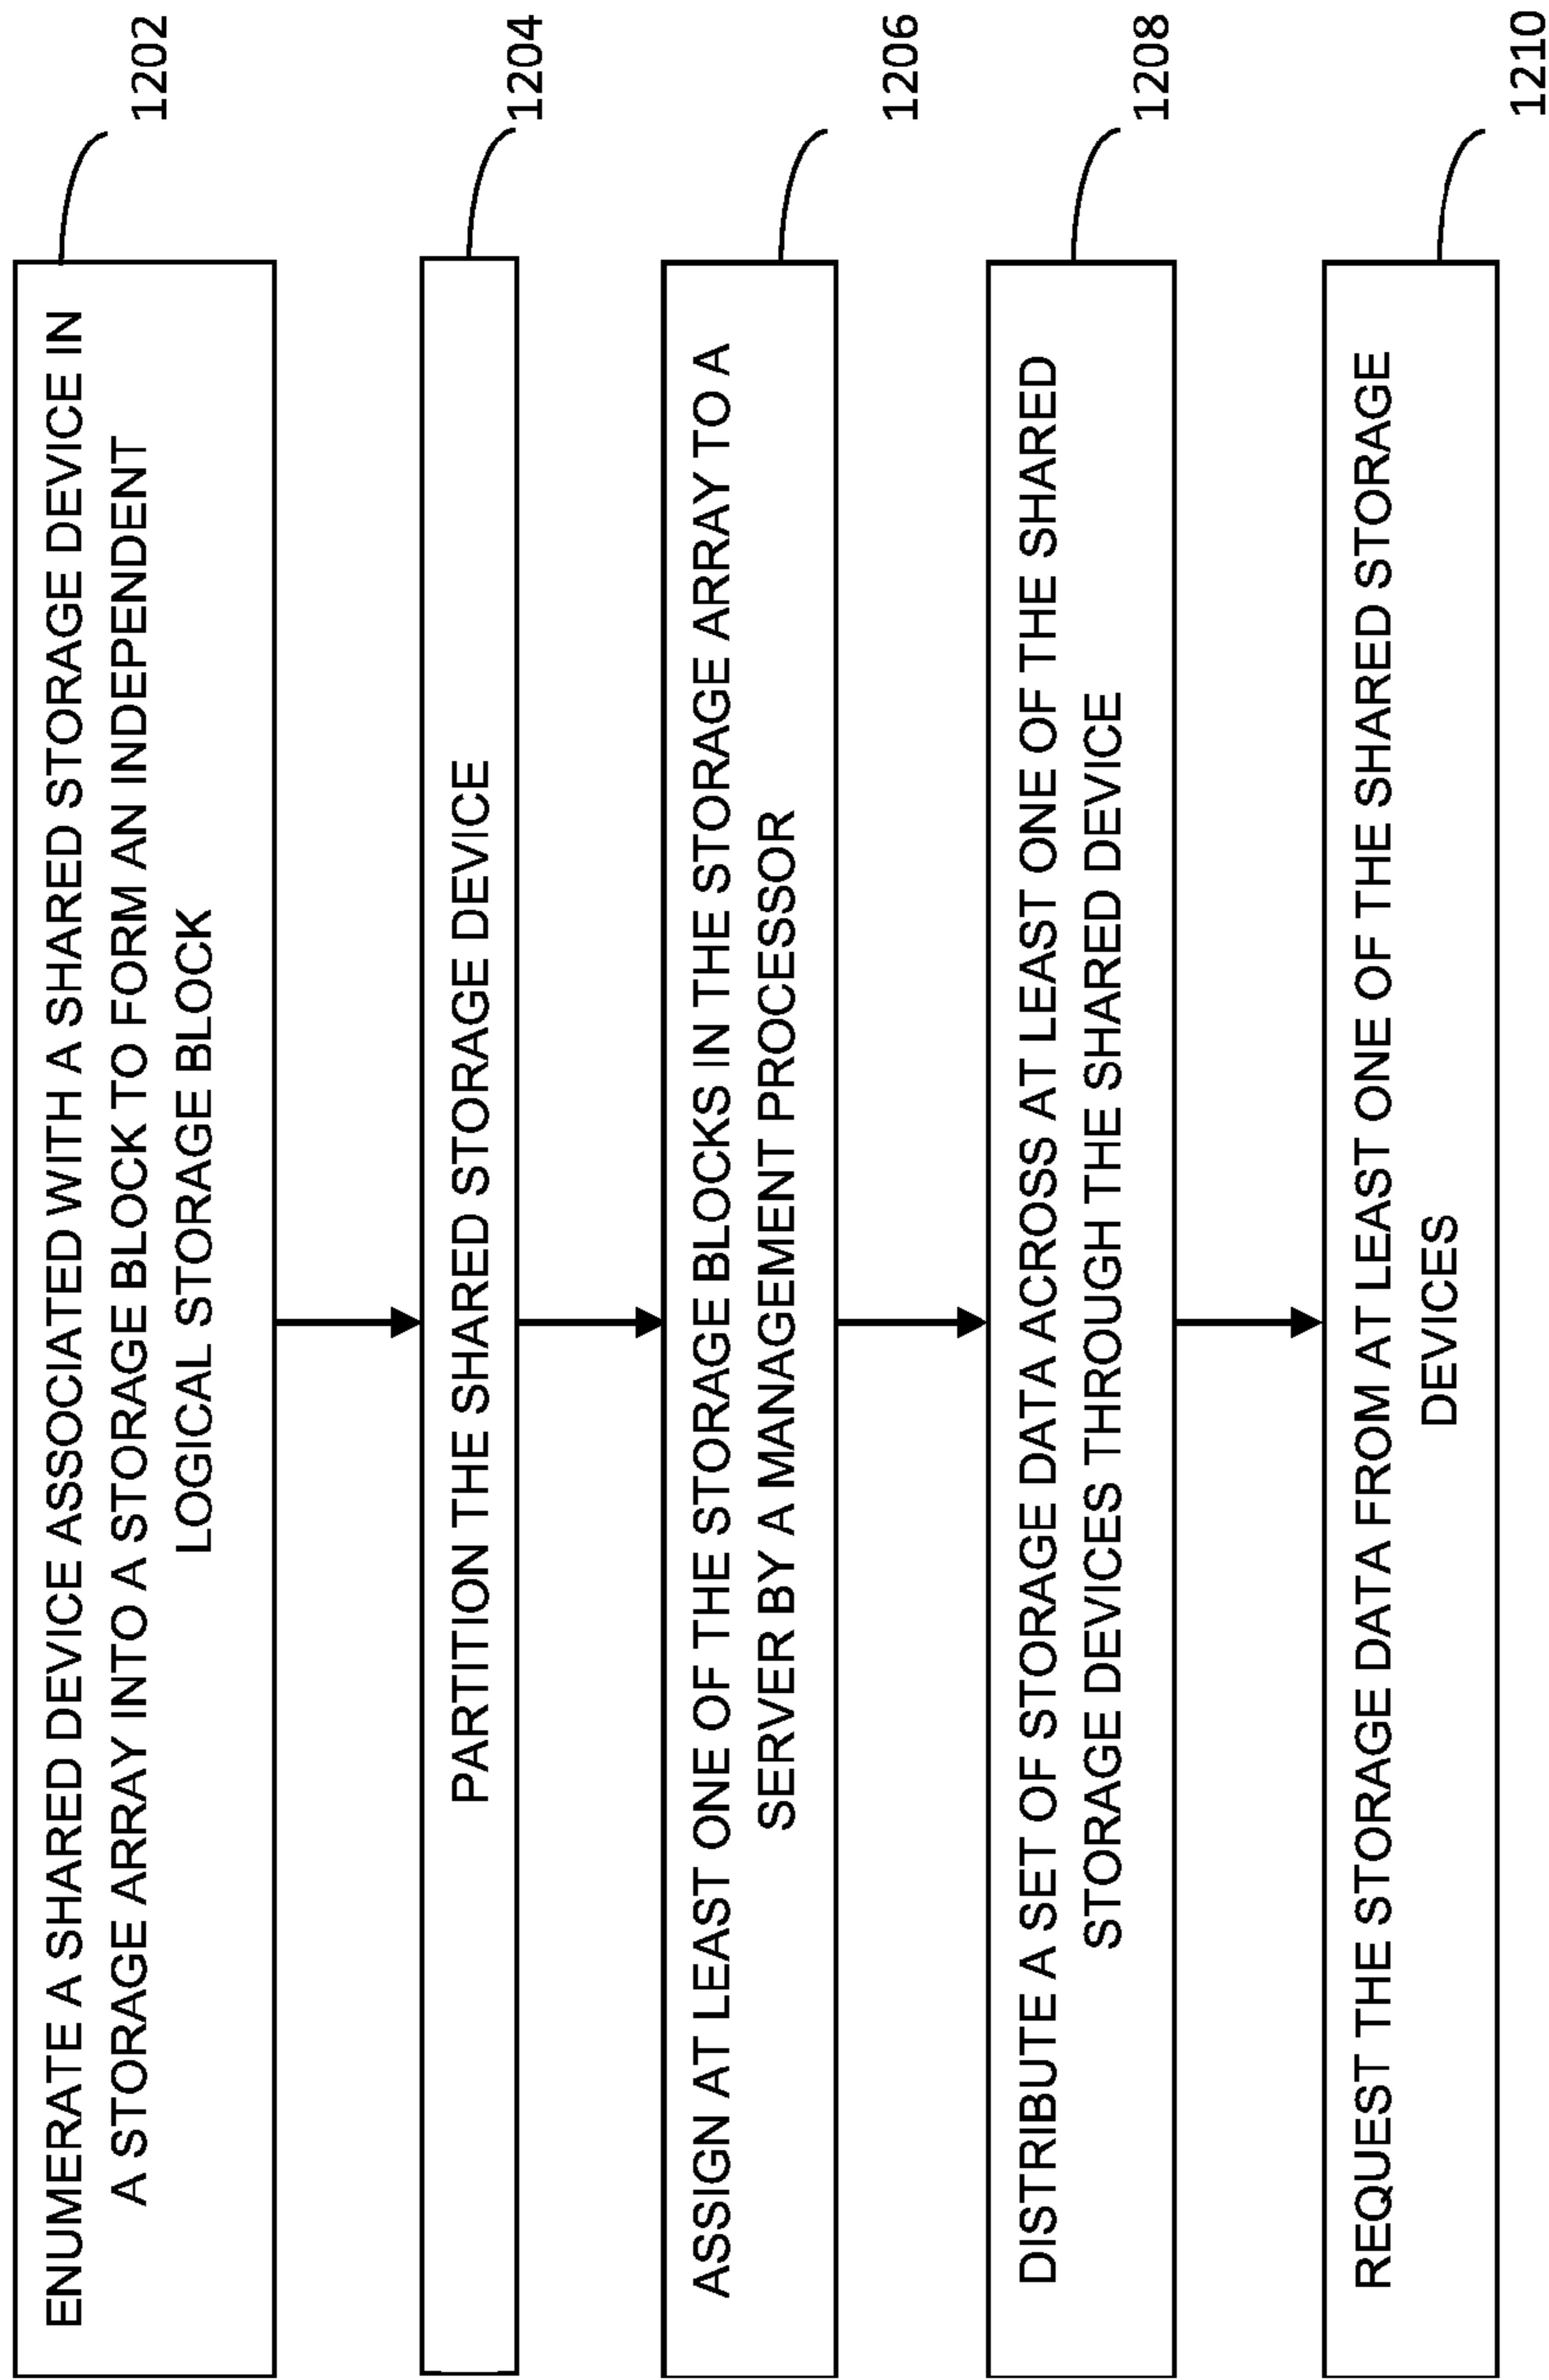 ENUMERATE A SHARED DEVICE ASSOCIATED WITH A SHARED STORAGE DEVICE IN
A STORAGE ARRAY INTO A STORAGE BLOCK TO FORM AN INDEPENDENT
LOGICAL STORAGE BLOCK
1202
PARTITION THE SHARED STORAGE DEVICE
1204
ASSIGN AT LEAST ONE OF THE STORAGE BLOCKS IN THE STORAGE ARRAY TO A
SERVER BY A MANAGEMENT PROCESSOR
1206
DISTRIBUTE A SET OF STORAGE DATA ACROSS AT LEAST ONE OF THE SHARED
STORAGE DEVICES THROUGH THE SHARED DEVICE
1208
REQUEST THE STORAGE DATA FROM AT LEAST ONE OF THE SHARED STORAGE
DEVICES
1210